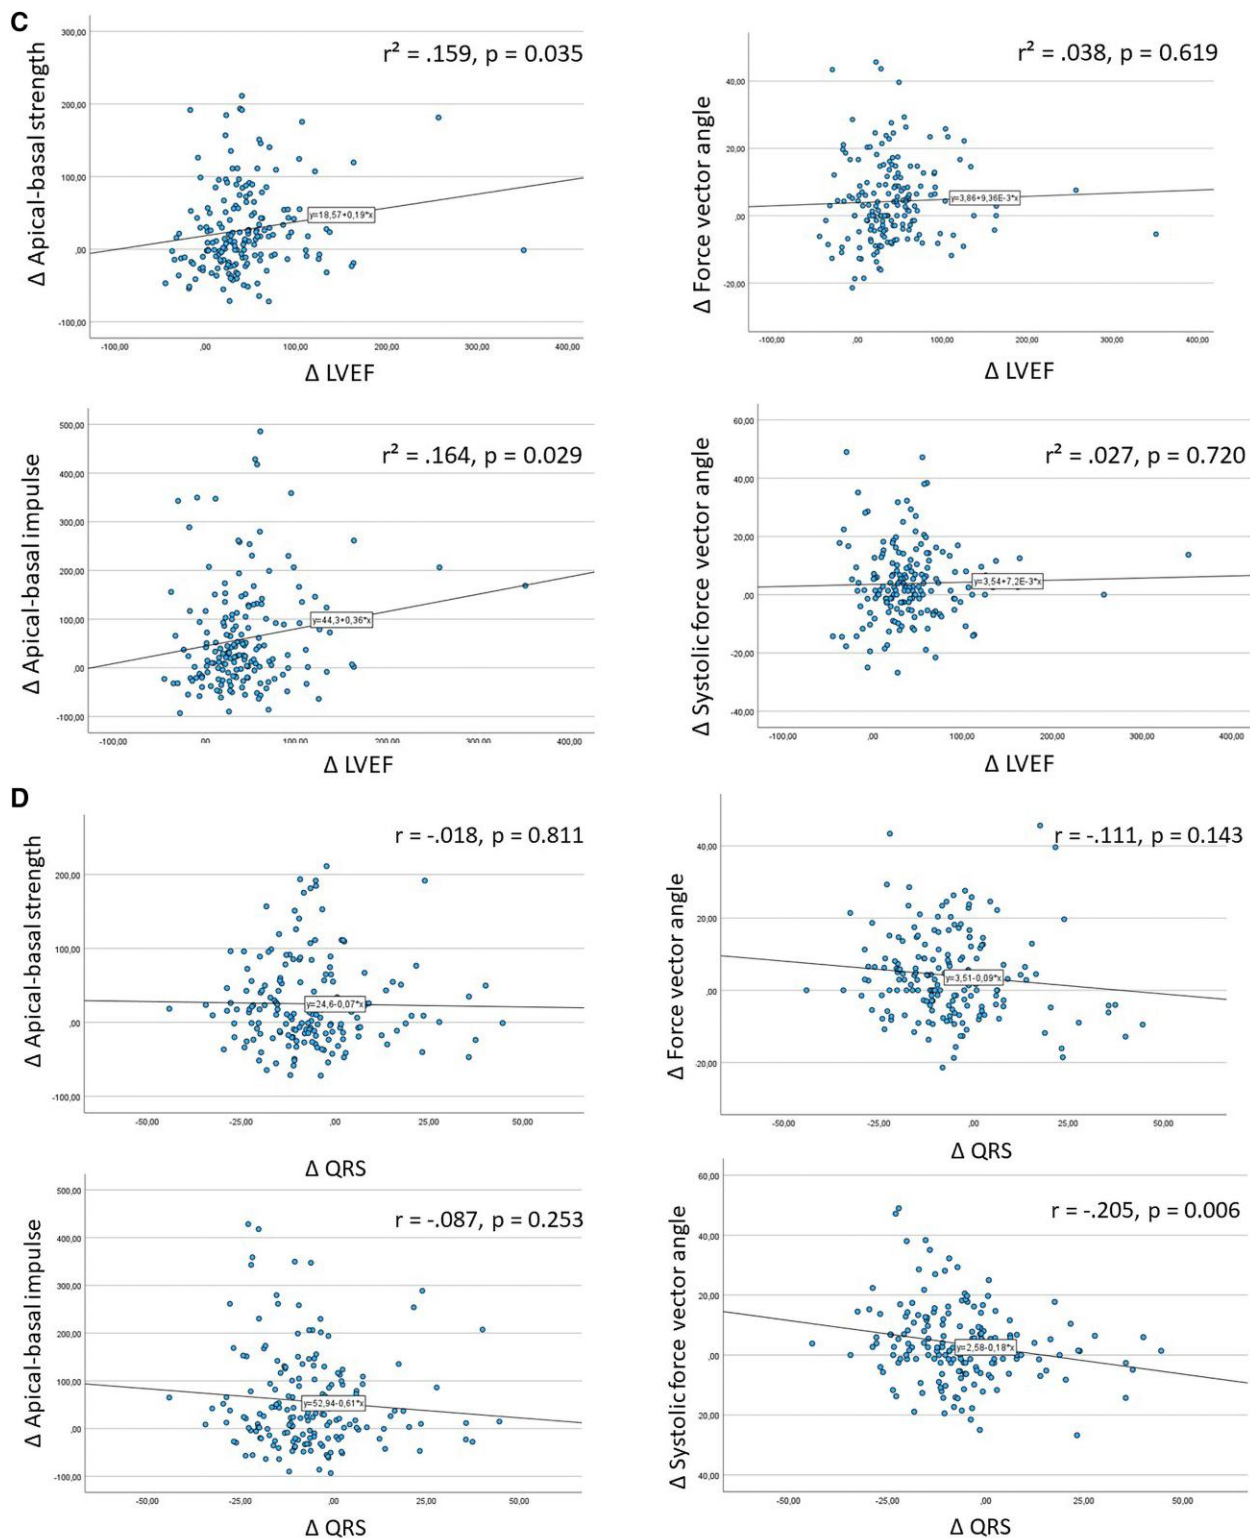 C
r² = .159, p = 0.035
Δ Apical-basal strength
300,00
200,00
100,00
,00
-100,00
y=18,57+0,19*x
-100,00 ,00 100,00 200,00 300,00 400,00
Δ LVEF
r² = .038, p = 0.619
Δ Force vector angle
40,00
20,00
,00
-20,00
y=3,86+9,36E-3*x
-100,00 ,00 100,00 200,00 300,00 400,00
Δ LVEF
r² = .164, p = 0.029
Δ Apical-basal impulse
500,00
400,00
300,00
200,00
100,00
,00
-100,00
y=44,3+0,36*x
-100,00 ,00 100,00 200,00 300,00 400,00
Δ LVEF
r² = .027, p = 0.720
Δ Systolic force vector angle
60,00
40,00
20,00
,00
-20,00
-40,00
y=3,54+7,2E-3*x
-100,00 ,00 100,00 200,00 300,00 400,00
Δ LVEF
D
r = -.018, p = 0.811
Δ Apical-basal strength
200,00
100,00
,00
-100,00
y=24,6-0,07*x
-50,00 -25,00 ,00 25,00 50,00
Δ QRS
r = -.111, p = 0.143
Δ Force vector angle
40,00
20,00
,00
-20,00
y=3,51-0,09*x
-50,00 -25,00 ,00 25,00 50,00
Δ QRS
r = -.087, p = 0.253
Δ Apical-basal impulse
500,00
400,00
300,00
200,00
100,00
,00
-100,00
y=52,94-0,61*x
-50,00 -25,00 ,00 25,00 50,00
Δ QRS
r = -.205, p = 0.006
Δ Systolic force vector angle
60,00
40,00
20,00
,00
20,00
40,00
y=2,58-0,18*x
-50,00 -25,00 ,00 25,00 50,00
Δ QRS